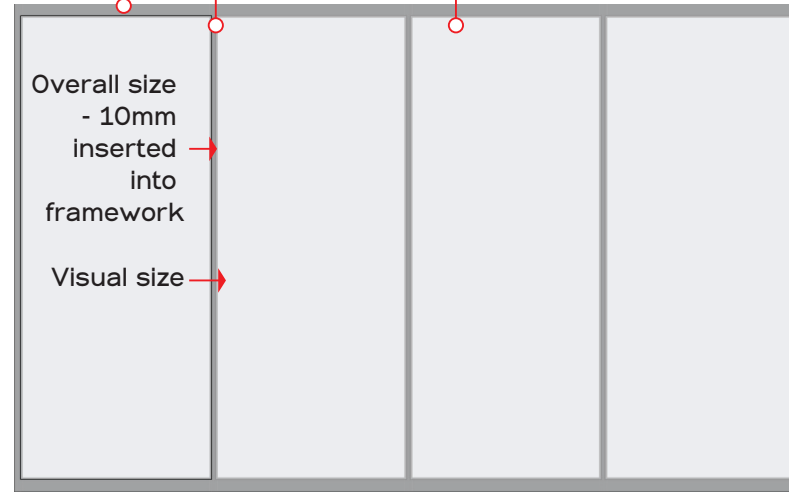 Overall size
- 10mm
inserted
into
framework
Visual size